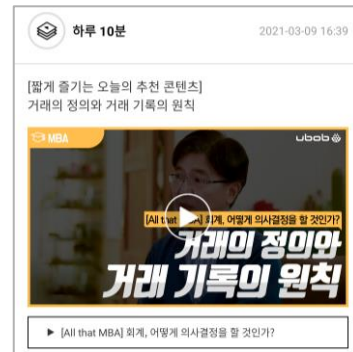 하루 10분
2021-03-09 16:39
[짧게 즐기는 오늘의 추천 콘텐츠]
거래의 정의와 거래 기록의 원칙
MBA
ubob
[All that MBA] 회계, 어떻게 의사결정을 할 것인가?
거래의 정의와
거래 기록의 원칙
▶ [All that MBA] 회계, 어떻게 의사결정을 할 것인가?